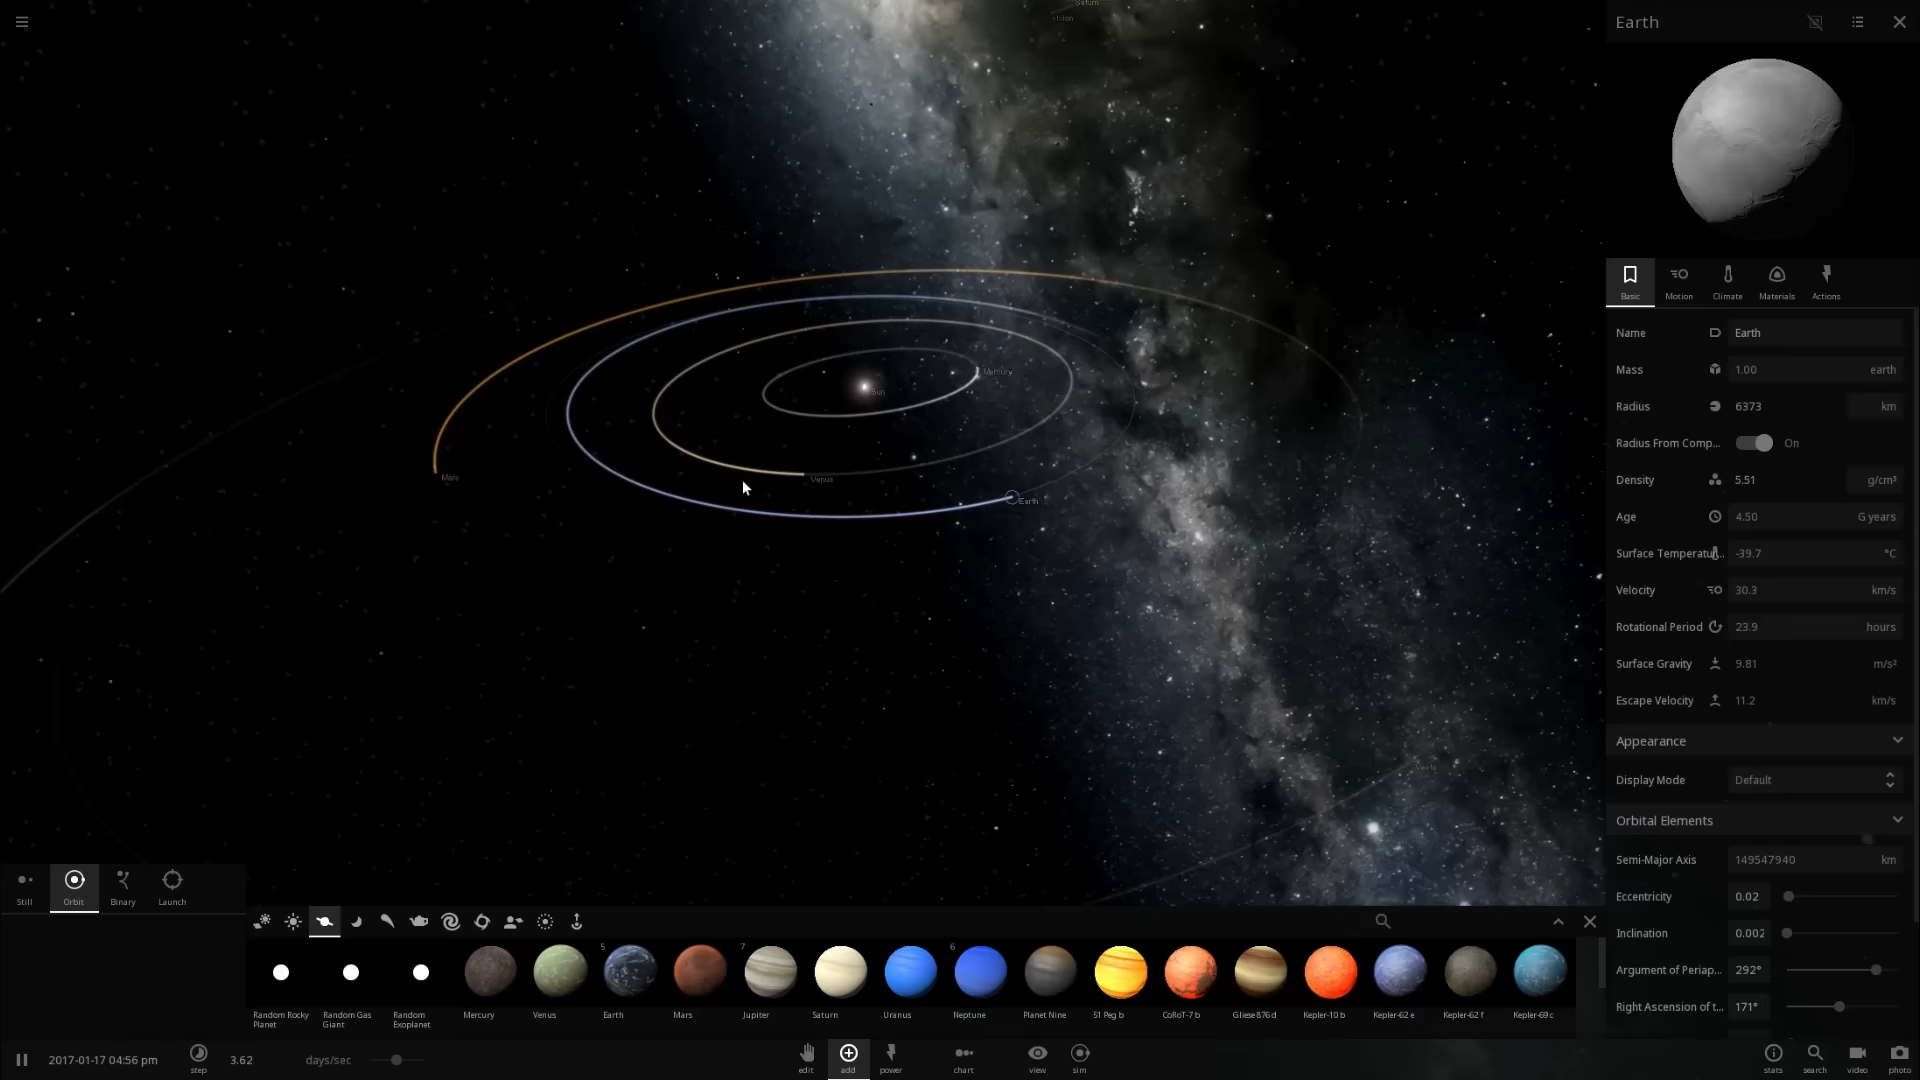 Saturn
Ixion
Earth
Mercury
Sun
Mars
Venus
Earth
Vesta
Basic
Motion
Climate
Materials
Actions
Name Earth
Mass 1.00 earth
Radius 6373 km
Radius From Comp... On
Density 5.51 g/cm³
Age 4.50 G years
Surface Temperatu... -39.7 °C
Velocity 30.3 km/s
Rotational Period 23.9 hours
Surface Gravity 9.81 m/s²
Escape Velocity 11.2 km/s
Appearance
Display Mode Default
Orbital Elements
Semi-Major Axis 149547940 km
Eccentricity 0.02
Inclination 0.002
Argument of Periap... 292°
Right Ascension of t... 171°
Still
Orbit
Binary
Launch
5
7
6
Random Rocky
Planet
Random Gas
Giant
Random
Exoplanet
Mercury
Venus
Earth
Mars
Jupiter
Saturn
Uranus
Neptune
Planet Nine
51 Peg b
CoRoT-7 b
Gliese 876 d
Kepler-10 b
Kepler-62 e
Kepler-62 f
Kepler-69 c
2017-01-17 04:56 pm
step
3.62
days/sec
edit
add
power
chart
view
sim
stats
search
video
photo